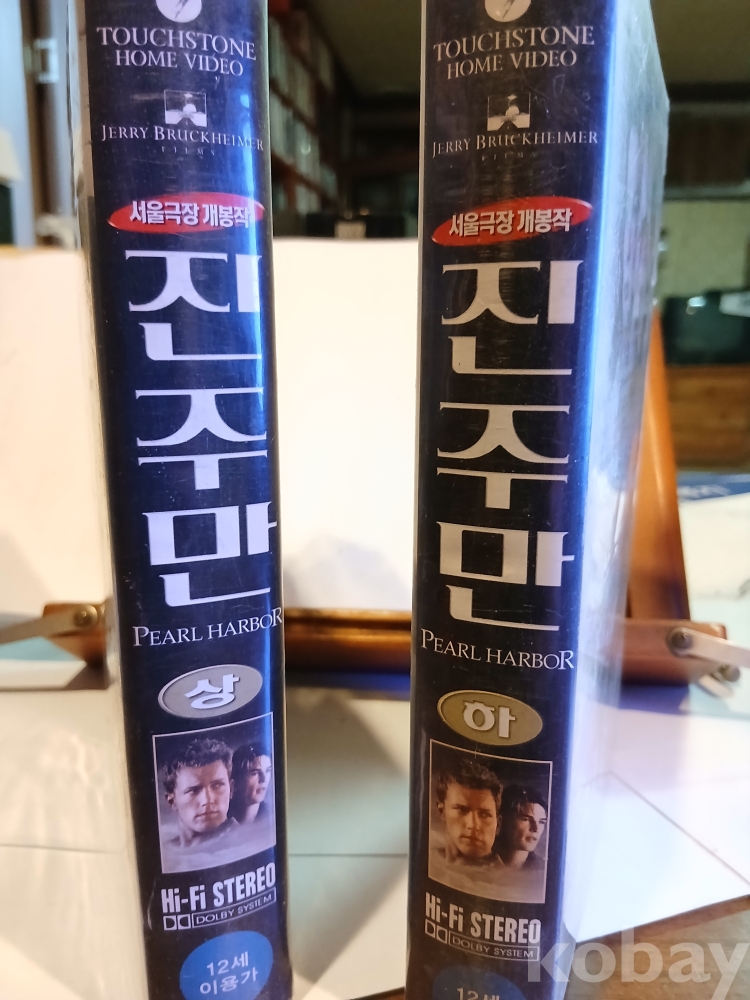 TOUCHSTONE
HOME VIDEO
JERRY BRUCKHEIMER
FILMS
서울극장 개봉작
진주만
PEARL HARBOR
상
Hi-Fi STEREO
DOLBY SYSTEM
12세
이용가
TOUCHSTONE
HOME VIDEO
JERRY BRUCKHEIMER
FILMS
서울극장 개봉작
진주만
PEARL HARBOR
하
Hi-Fi STEREO
DOLBY SYSTEM
12세
kobay